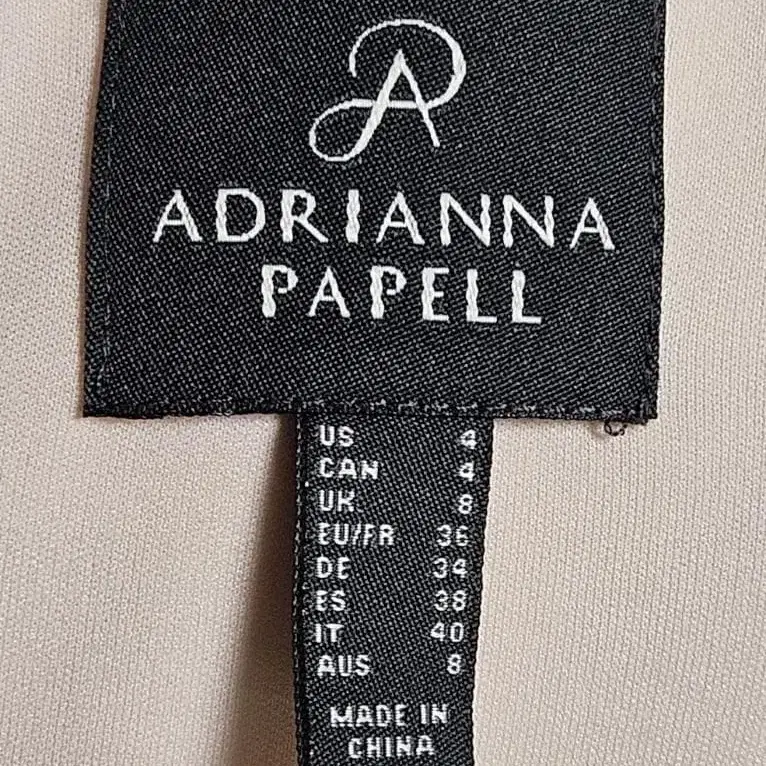 ADRIANNA
PAPELL
US 4
CAN 4
UK 8
EU/FR 36
DE 34
ES 38
IT 40
AUS 8
MADE IN
CHINA